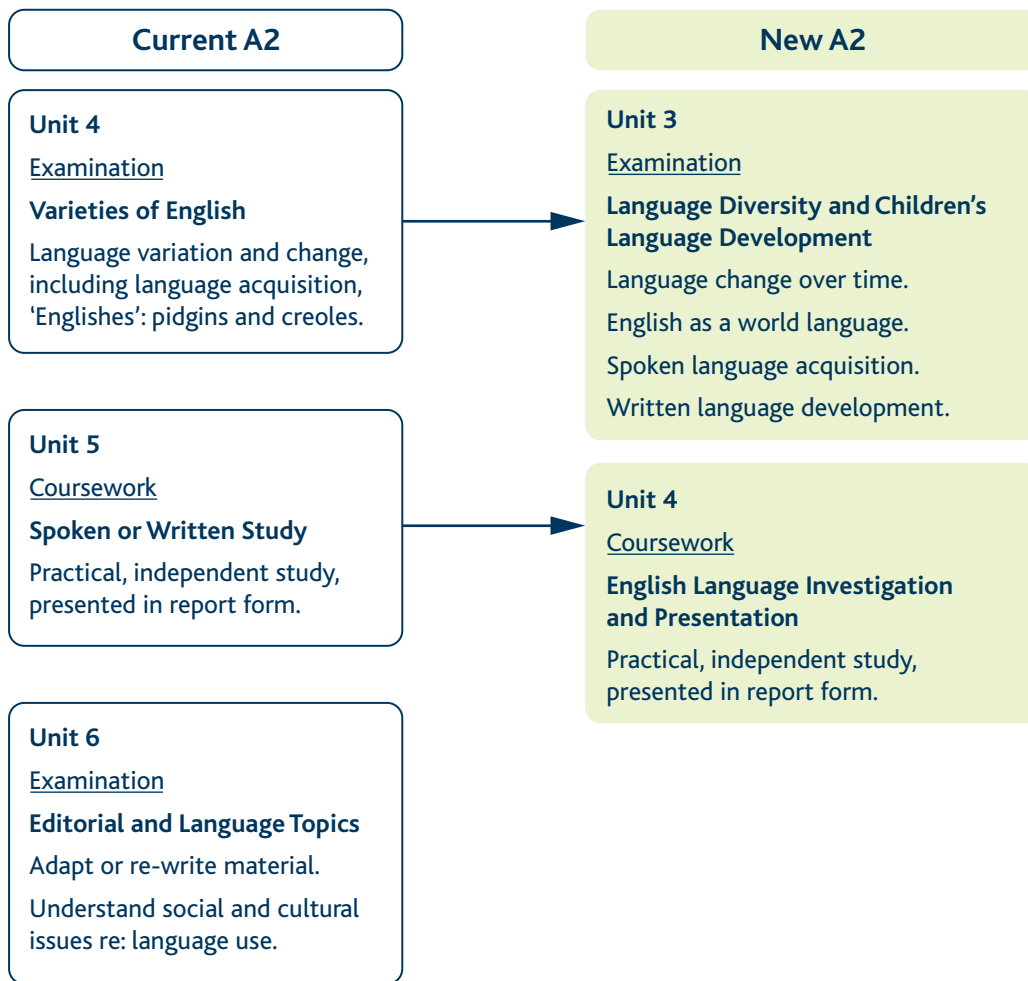 Current A2
Unit 4
Examination
Varieties of English
Language variation and change,
including language acquisition,
‘Englishes’: pidgins and creoles.
Unit 5
Coursework
Spoken or Written Study
Practical, independent study,
presented in report form.
Unit 6
Examination
Editorial and Language Topics
Adapt or re-write material.
Understand social and cultural
issues re: language use.
New A2
Unit 3
Examination
Language Diversity and Children’s
Language Development
Language change over time.
English as a world language.
Spoken language acquisition.
Written language development.
Unit 4
Coursework
English Language Investigation
and Presentation
Practical, independent study,
presented in report form.